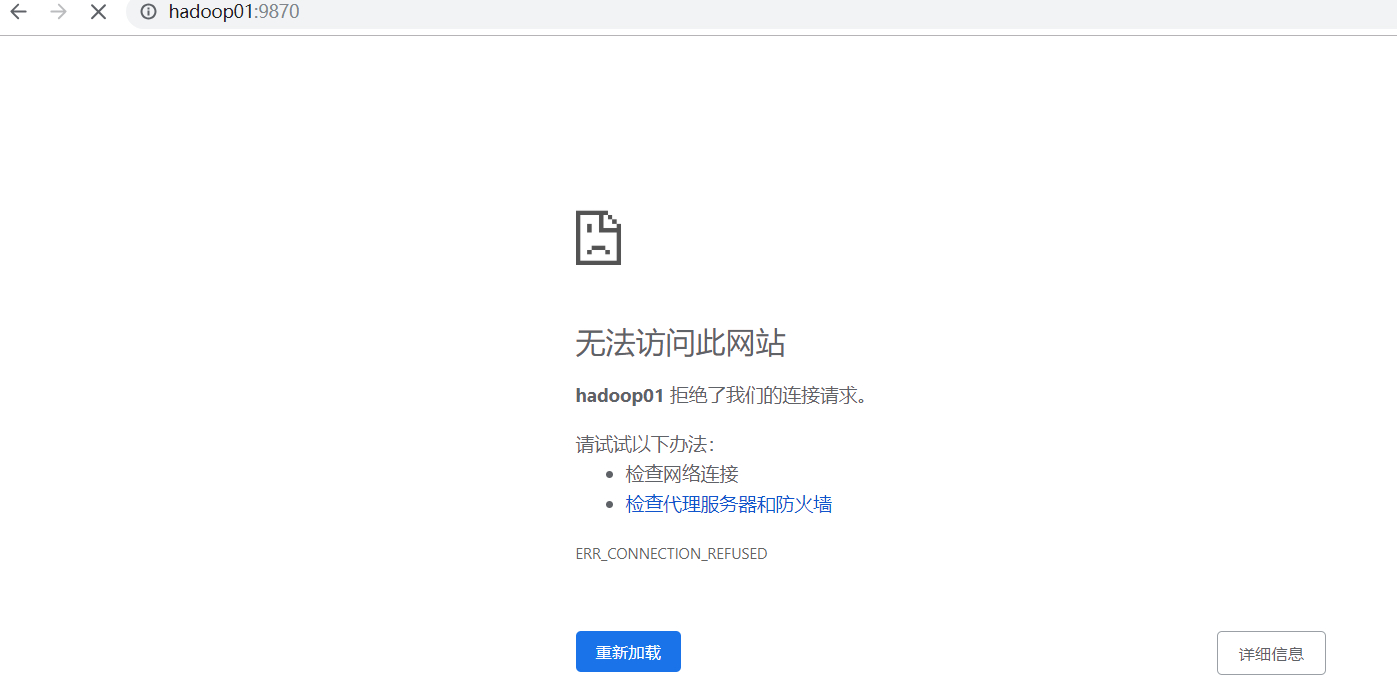 hadoop01:9870
无法访问此网站
hadoop01 拒绝了我们的连接请求。
请试试以下办法：
检查网络连接
检查代理服务器和防火墙
ERR_CONNECTION_REFUSED
重新加载
详细信息